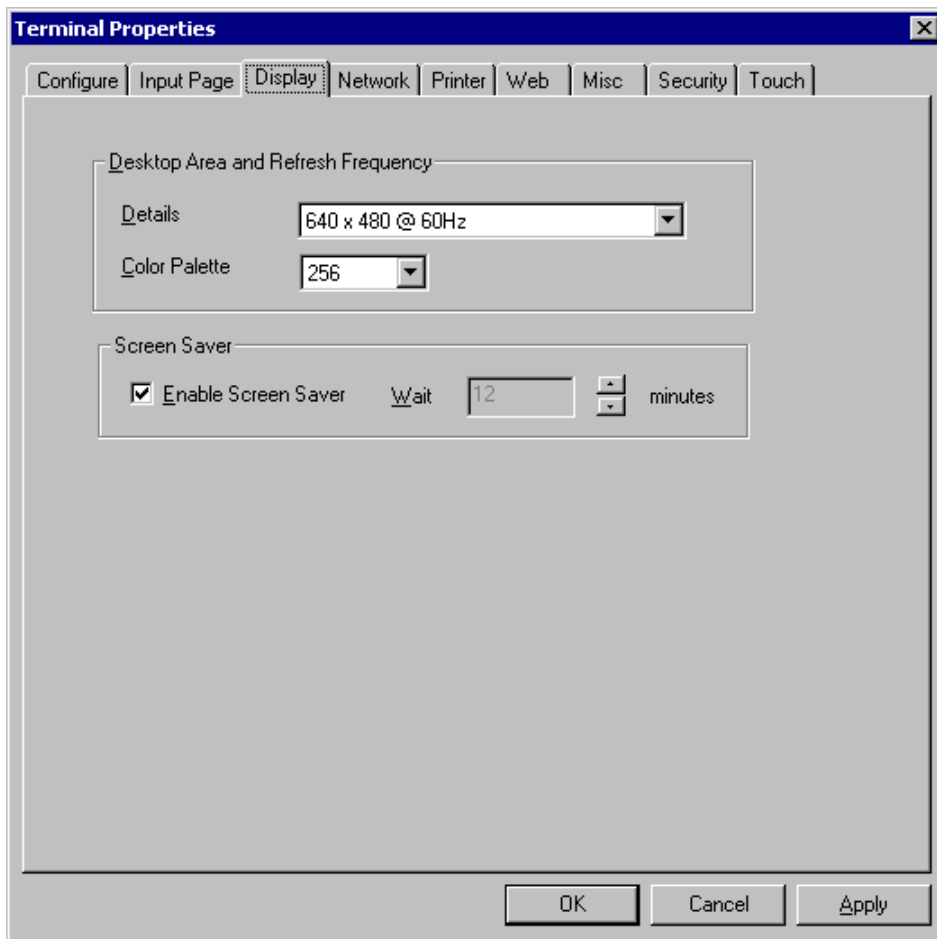 Terminal Properties
Configure Input Page Display Network Printer Web Misc Security Touch
Desktop Area and Refresh Frequency
Details 640 x 480 @ 60Hz
Color Palette 256
Screen Saver
Enable Screen Saver Wait 12 minutes
OK Cancel Apply